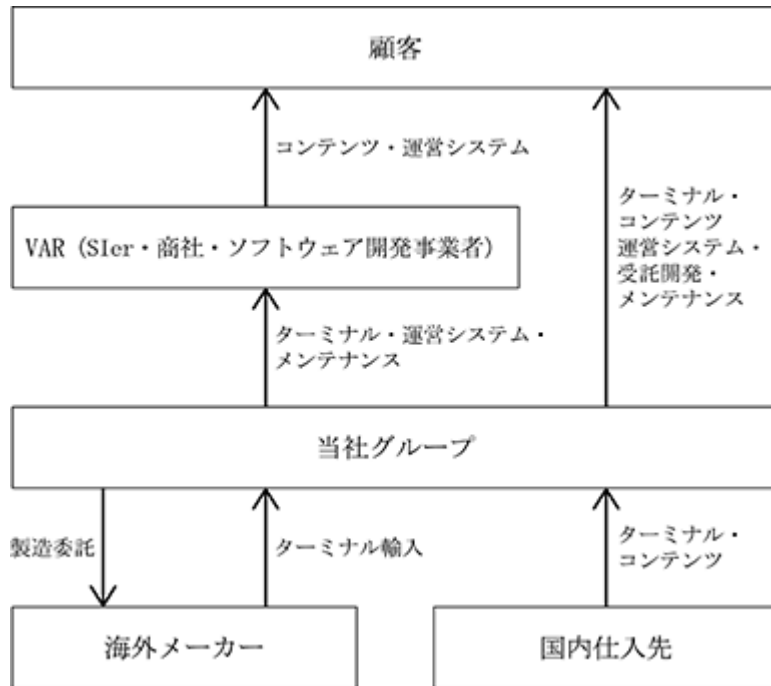 顧客
コンテンツ・運営システム
ターミナル・
コンテンツ
運営システム・
受託開発・
メンテナンス
VAR (SIer・商社・ソフトウェア開発事業者)
ターミナル・運営システム・
メンテナンス
当社グループ
製造委託
ターミナル輸入
ターミナル・
コンテンツ
海外メーカー
国内仕入先